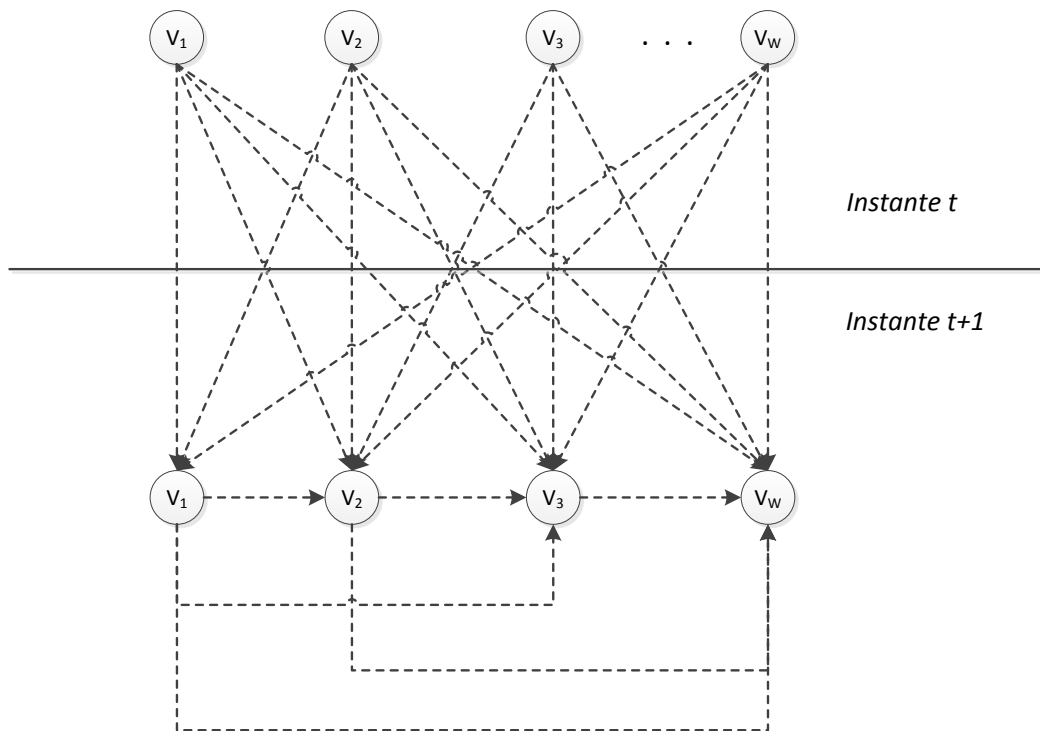 V1 V2 V3 . . . VW
Instante t
Instante t+1
V1 V2 V3 VW